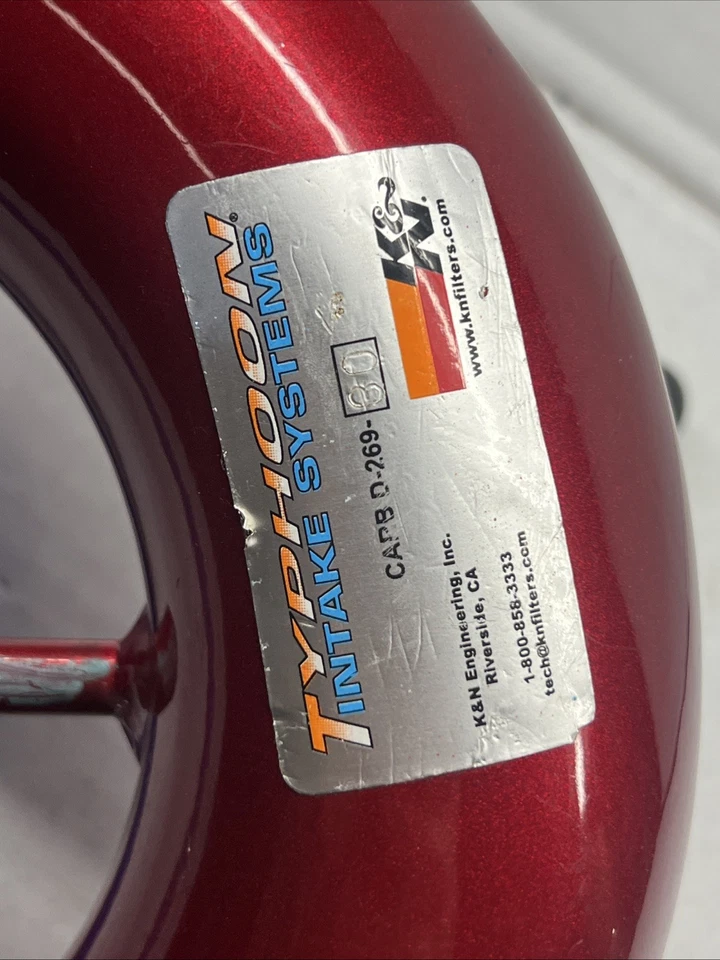 TYPHOON®
INTAKE SYSTEMS
CARB D-269-30
K&N®
www.knfilters.com
K&N Engineering, Inc.
Riverside, CA
1-800-858-3333
tech@knfilters.com